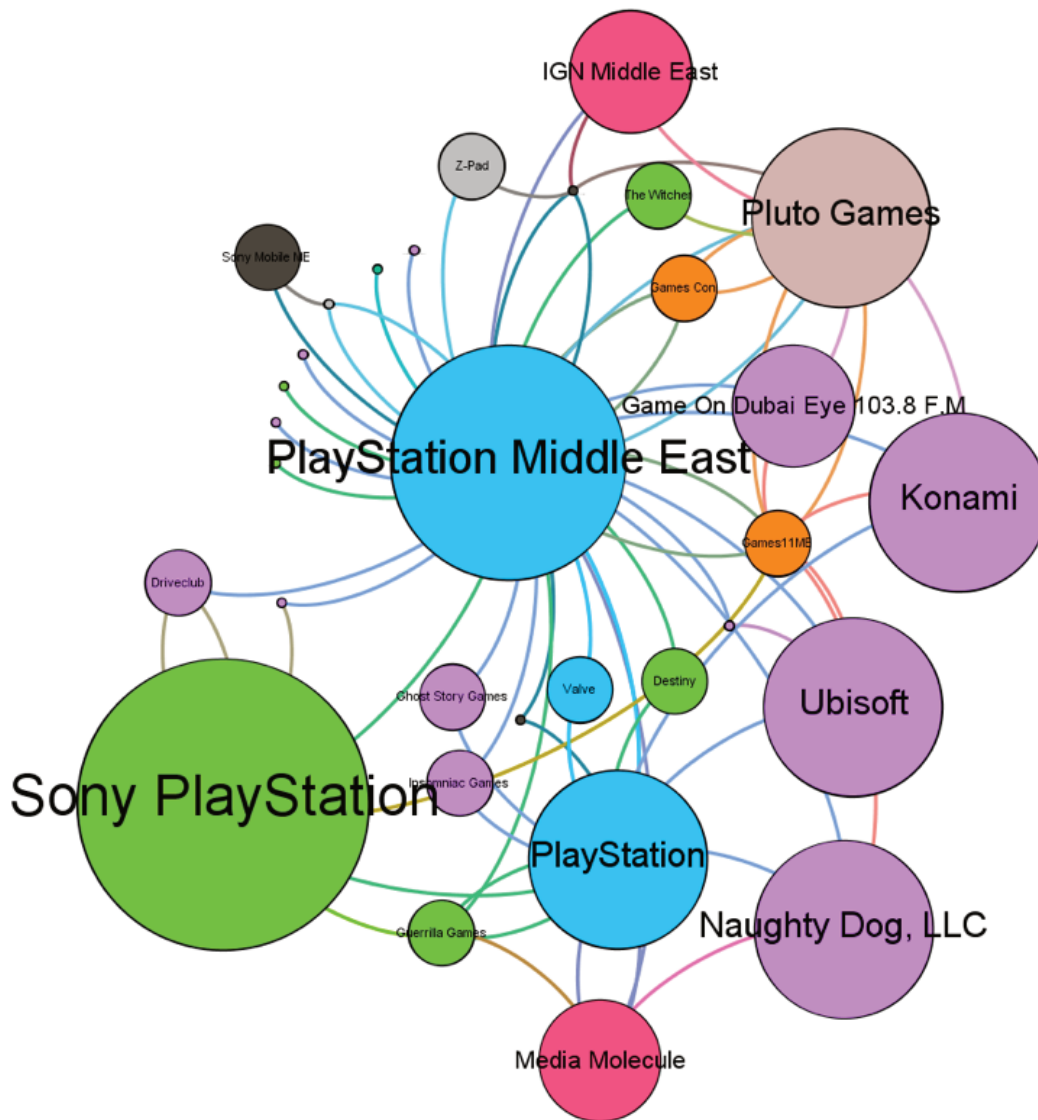 IGN Middle East
Z-Pad
The Witcher
Pluto Games
Sony Mobile NE
Games Con
Game On Dubai Eye 103.8 F.M
PlayStation Middle East
Konami
Games11ME
Driveclub
Ghost Story Games
Valve
Destiny
Ubisoft
Insomniac Games
Sony PlayStation
PlayStation
Naughty Dog, LLC
Guerrilla Games
Media Molecule